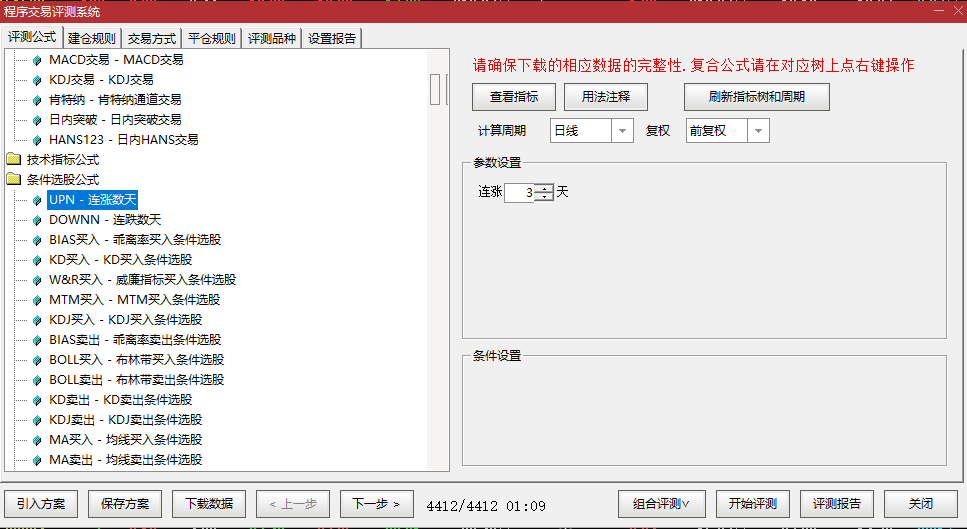 程序交易评测系统
评测公式 建仓规则 交易方式 平仓规则 评测品种 设置报告
MACD交易 - MACD交易
KDJ交易 - KDJ交易
肯特纳 - 肯特纳通道交易
日内突破 - 日内突破交易
HANS123 - 日内HANS交易
技术指标公式
条件选股公式
UPN - 连涨数天
DOWNN - 连跌数天
BIAS买入 - 乖离率买入条件选股
KD买入 - KD买入条件选股
W&R买入 - 威廉指标买入条件选股
MTM买入 - MTM买入条件选股
KDJ买入 - KDJ买入条件选股
BIAS卖出 - 乖离率卖出条件选股
BOLL买入 - 布林带买入条件选股
BOLL卖出 - 布林带卖出条件选股
KD卖出 - KD卖出条件选股
KDJ卖出 - KDJ卖出条件选股
MA买入 - 均线买入条件选股
MA卖出 - 均线卖出条件选股
请确保下载的相应数据的完整性.复合公式请在对应树上点右键操作
查看指标 用法注释 刷新指标树和周期
计算周期 日线 复权 前复权
参数设置
连涨 3 天
条件设置
引入方案 保存方案 下载数据 < 上一步 下一步 > 4412/4412 01:09 组合评测∨ 开始评测 评测报告 关闭